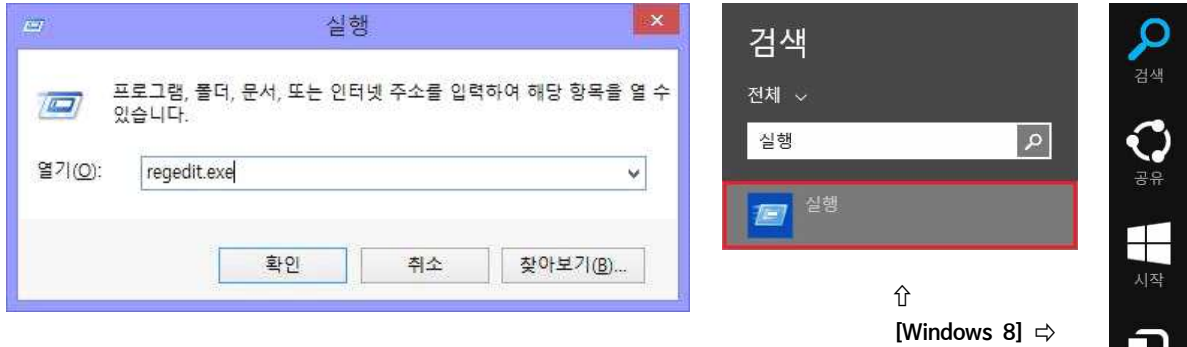 실행
프로그램, 폴더, 문서, 또는 인터넷 주소를 입력하여 해당 항목을 열 수
있습니다.
열기(O):
regedit.exe
확인
취소
찾아보기(B)...
검색
전체
실행
실행
⇧
[Windows 8] ⇨
검색
공유
시작